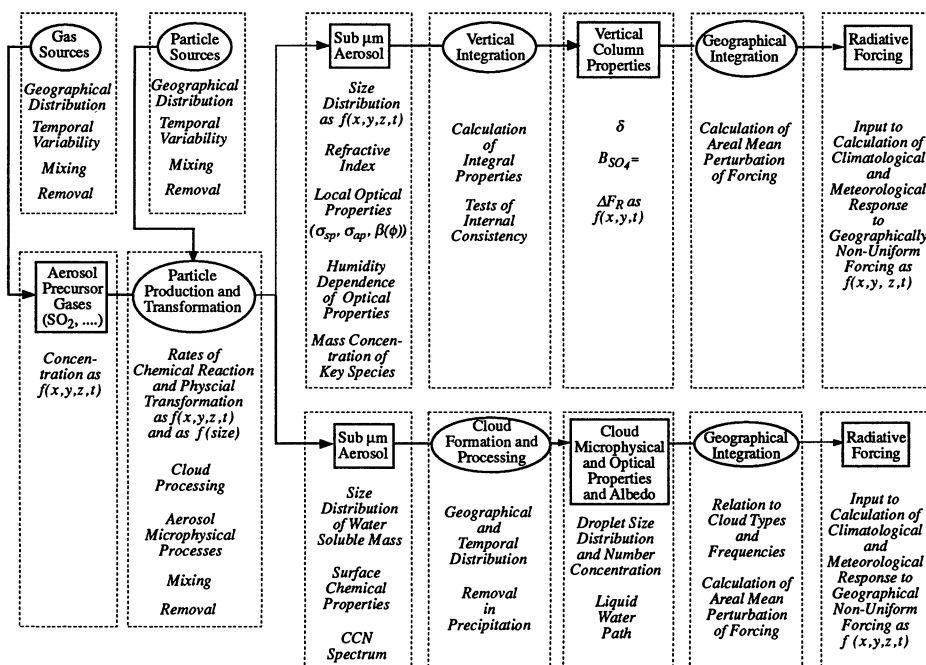 Gas
Sources
Geographical
Distribution
Temporal
Variability
Mixing
Removal
Particle
Sources
Geographical
Distribution
Temporal
Variability
Mixing
Removal
Aerosol
Precursor
Gases
(SO2, ....)
Concen-
tration as
f(x,y,z,t)
Particle
Production and
Transformation
Rates of
Chemical Reaction
and Physcial
Transformation
as f(x,y,z,t)
and as f(size)
Cloud
Processing
Aerosol
Microphysical
Processes
Mixing
Removal
Sub μm
Aerosol
Size
Distribution
as f(x,y,z,t)
Refractive
Index
Local Optical
Properties
(σsp, σap, β(ϕ))
Humidity
Dependence
of Optical
Properties
Mass Concen-
tration of
Key Species
Vertical
Integration
Calculation
of
Integral
Properties
Tests of
Internal
Consistency
Vertical
Column
Properties
δ
BSO4=
ΔFR as
f(x,y,t)
Geographical
Integration
Calculation of
Areal Mean
Perturbation
of Forcing
Radiative
Forcing
Input to
Calculation of
Climatological
and
Meteorological
Response
to
Geographically
Non-Uniform
Forcing as
f(x,y, z,t)
Sub μm
Aerosol
Size
Distribution
of Water
Soluble Mass
Surface
Chemical
Properties
CCN
Spectrum
Cloud
Formation and
Processing
Geographical
and
Temporal
Distribution
Removal
in
Precipitation
Cloud
Microphysical
and Optical
Properties
and Albedo
Droplet Size
Distribution
and Number
Concentration
Liquid
Water
Path
Geographical
Integration
Relation to
Cloud Types
and
Frequencies
Calculation of
Areal Mean
Perturbation
of Forcing
Radiative
Forcing
Input to
Calculation of
Climatological
and
Meteorological
Response to
Geographical
Non-Uniform
Forcing as
f (x,y,z,t)